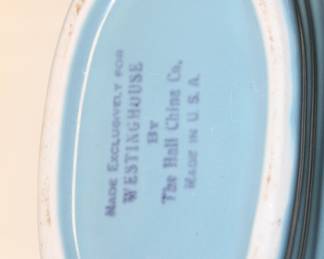 MADE EXCLUSIVELY FOR
WESTINGHOUSE
BY
The Hall China Co.
MADE IN U. S. A.